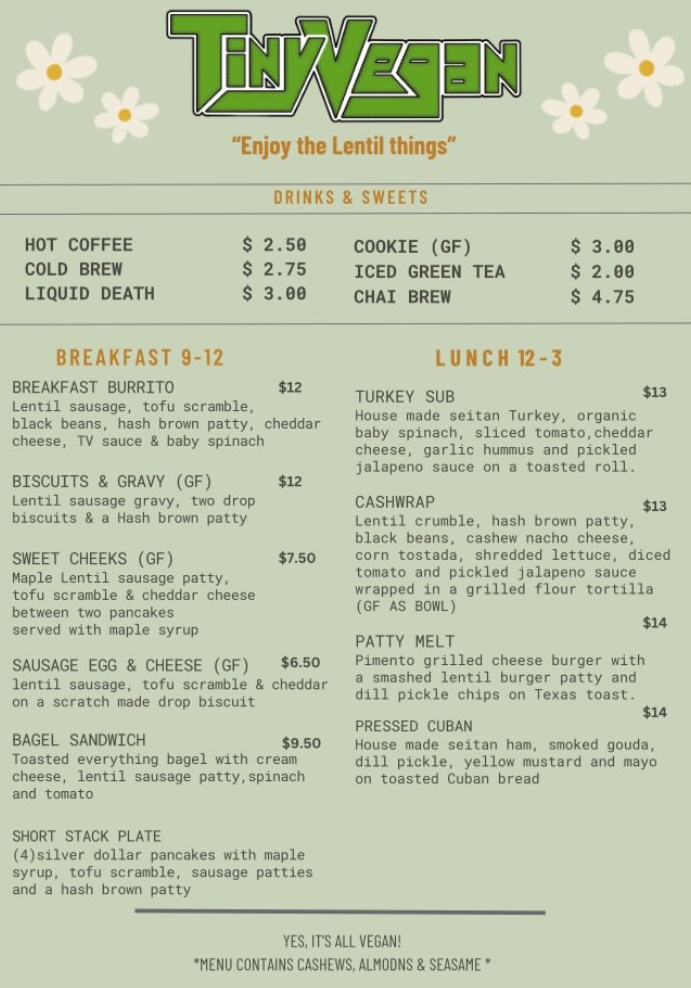 TinyVegan
“Enjoy the Lentil things”
DRINKS & SWEETS
HOT COFFEE $ 2.50
COLD BREW $ 2.75
LIQUID DEATH $ 3.00
COOKIE (GF) $ 3.00
ICED GREEN TEA $ 2.00
CHAI BREW $ 4.75
BREAKFAST 9-12
BREAKFAST BURRITO $12
Lentil sausage, tofu scramble,
black beans, hash brown patty, cheddar
cheese, TV sauce & baby spinach
BISCUITS & GRAVY (GF) $12
Lentil sausage gravy, two drop
biscuits & a Hash brown patty
SWEET CHEEKS (GF) $7.50
Maple Lentil sausage patty,
tofu scramble & cheddar cheese
between two pancakes
served with maple syrup
SAUSAGE EGG & CHEESE (GF) $6.50
lentil sausage, tofu scramble & cheddar
on a scratch made drop biscuit
BAGEL SANDWICH $9.50
Toasted everything bagel with cream
cheese, lentil sausage patty,spinach
and tomato
SHORT STACK PLATE
(4)silver dollar pancakes with maple
syrup, tofu scramble, sausage patties
and a hash brown patty
LUNCH 12-3
TURKEY SUB $13
House made seitan Turkey, organic
baby spinach, sliced tomato,cheddar
cheese, garlic hummus and pickled
jalapeno sauce on a toasted roll.
CASHWRAP $13
Lentil crumble, hash brown patty,
black beans, cashew nacho cheese,
corn tostada, shredded lettuce, diced
tomato and pickled jalapeno sauce
wrapped in a grilled flour tortilla
(GF AS BOWL)
$14
PATTY MELT
Pimento grilled cheese burger with
a smashed lentil burger patty and
dill pickle chips on Texas toast.
$14
PRESSED CUBAN
House made seitan ham, smoked gouda,
dill pickle, yellow mustard and mayo
on toasted Cuban bread
YES, IT'S ALL VEGAN!
*MENU CONTAINS CASHEWS, ALMODNS & SEASAME *